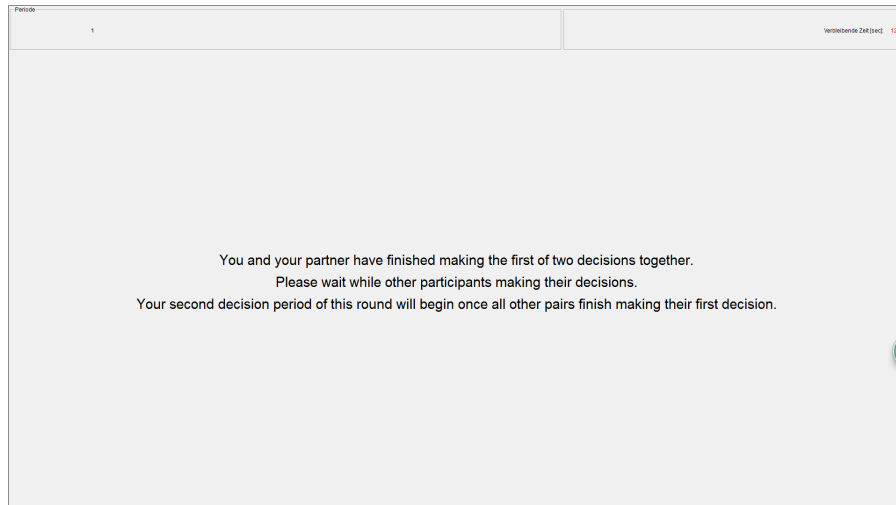 Periode
1
Verbleibende Zeit [sec]: 12
You and your partner have finished making the first of two decisions together.
Please wait while other participants making their decisions.
Your second decision period of this round will begin once all other pairs finish making their first decision.